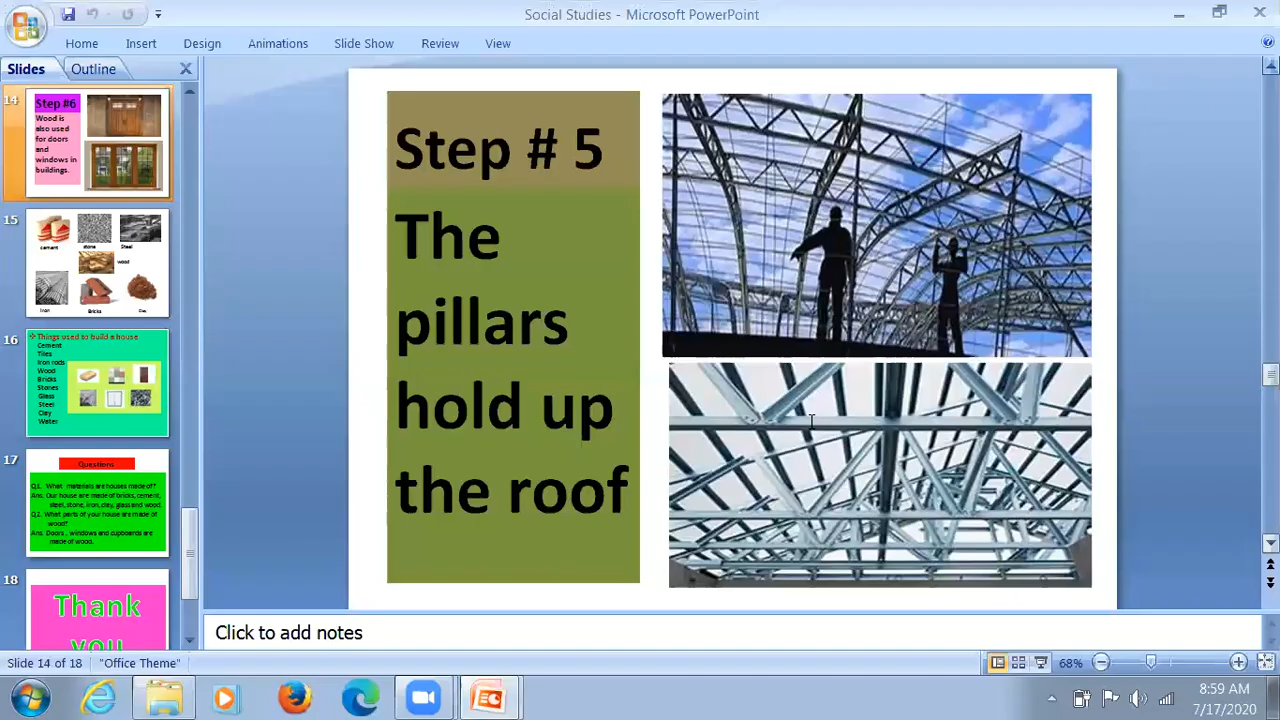 Social Studies - Microsoft PowerPoint
Home Insert Design Animations Slide Show Review View
Slides Outline
14
Step #6
Wood is
also used
for doors
and
windows in
buildings.
15
cement stone Steel
wood
Iron Bricks
16
Things used to build a house
Cement
Tiles
Iron rods
Wood
Bricks
Stones
Glass
Steel
Clay
Water
17
Questions
Q1. What materials are houses made of?
Ans. Our house are made of bricks, cement,
steel, stone, iron, clay, glass and wood.
Q2. What parts of your house are made of
wood?
Ans. Doors , windows and cupboards are
made of wood.
18
Thank
you
Step # 5
The
pillars
hold up
the roof
Click to add notes
Slide 14 of 18 "Office Theme" 68%
8:59 AM
7/17/2020